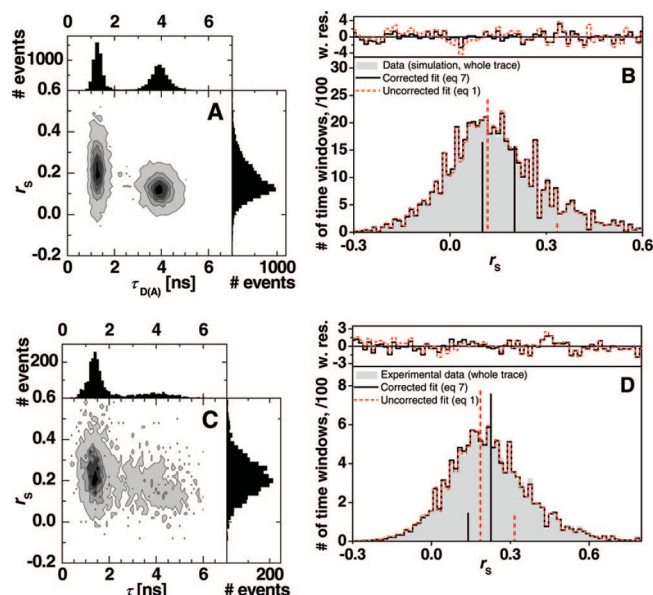 0 2 4 6
# events
1000
0.6
A
0.4
r_s
0.2
0.0
-0.2
0 2 4 6
1000
τ_D(A) [ns]
# events
w. res.
4
0
-4
B
Data (simulation, whole trace)
Corrected fit (eq 7)
Uncorrected fit (eq 1)
# of time windows, /100
30
25
20
15
10
5
0
-0.3 0.0 0.3 0.6
r_s
0 2 4 6
# events
200
0.6
C
0.4
r_s
0.2
0.0
-0.2
0 2 4 6
200
τ [ns]
# events
w. res.
3
0
-3
D
Experimental data (whole trace)
Corrected fit (eq 7)
Uncorrected fit (eq 1)
# of time windows, /100
8
6
4
2
0
-0.3 0.0 0.3 0.6
r_s